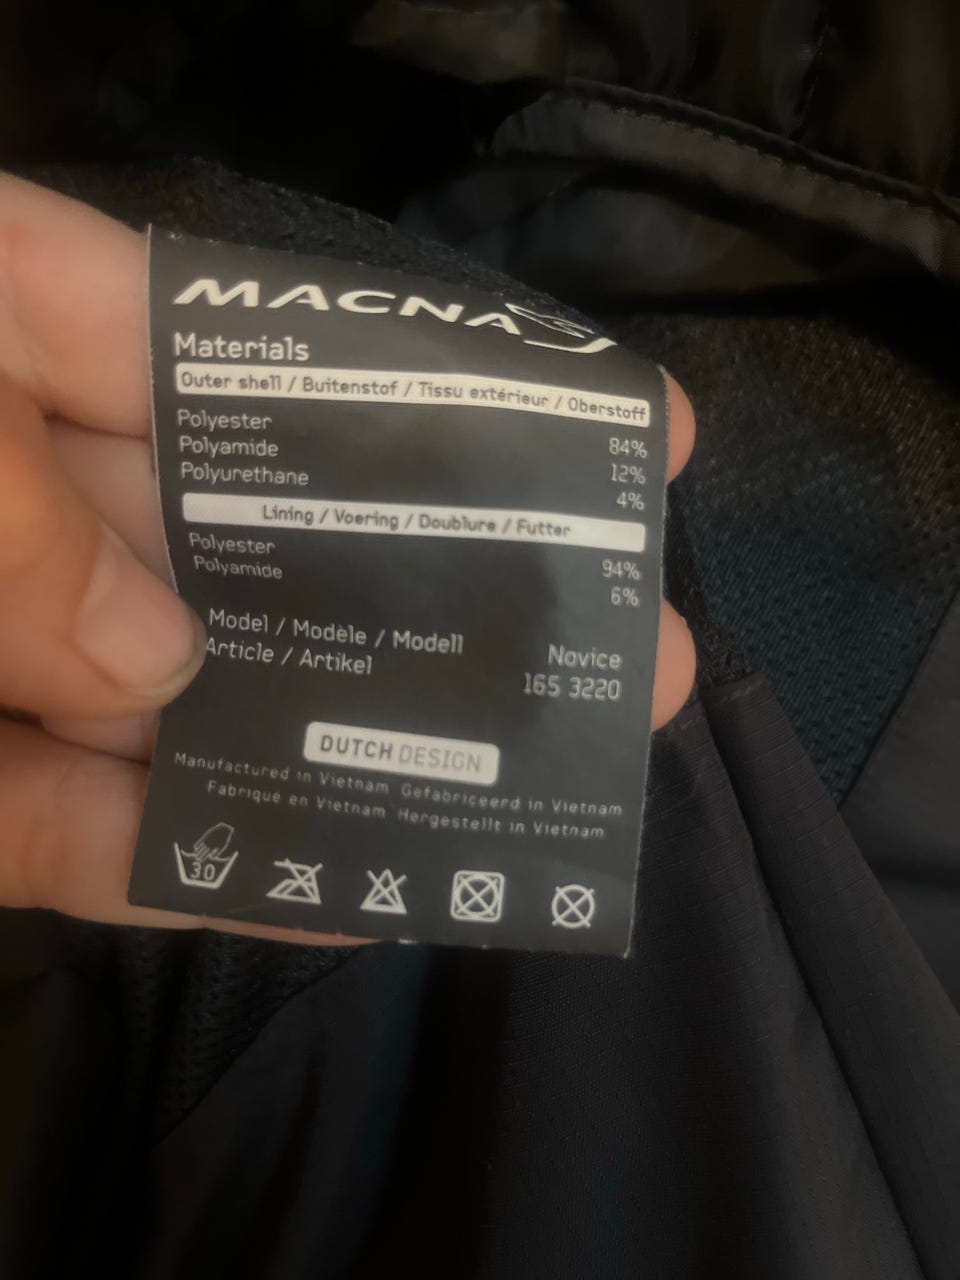 MACNA
Materials
Outer shell / Buitenstof / Tissu extérieur / Oberstoff
Polyester 84%
Polyamide 12%
Polyurethane 4%
Lining / Voering / Doublure / Futter
Polyester 94%
Polyamide 6%
Model / Modèle / Modell Novice
Article / Artikel 165 3220
DUTCH DESIGN
Manufactured in Vietnam Gefabriceerd in Vietnam
Fabriqué en Vietnam Hergestellt in Vietnam
30